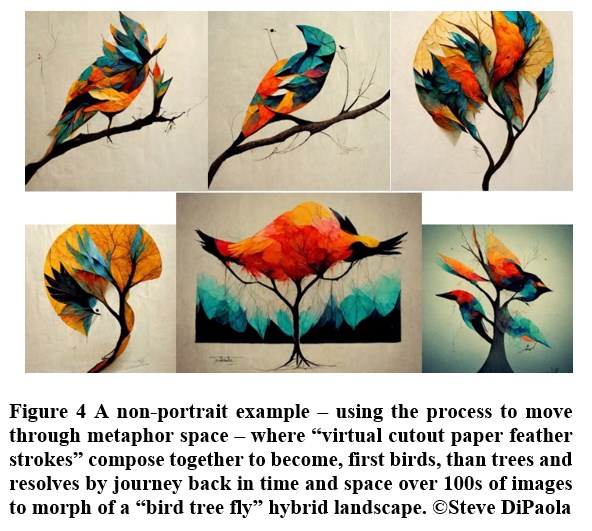 Figure 4 A non-portrait example – using the process to move
through metaphor space – where “virtual cutout paper feather
strokes” compose together to become, first birds, than trees and
resolves by journey back in time and space over 100s of images
to morph of a “bird tree fly” hybrid landscape. ©Steve DiPaola